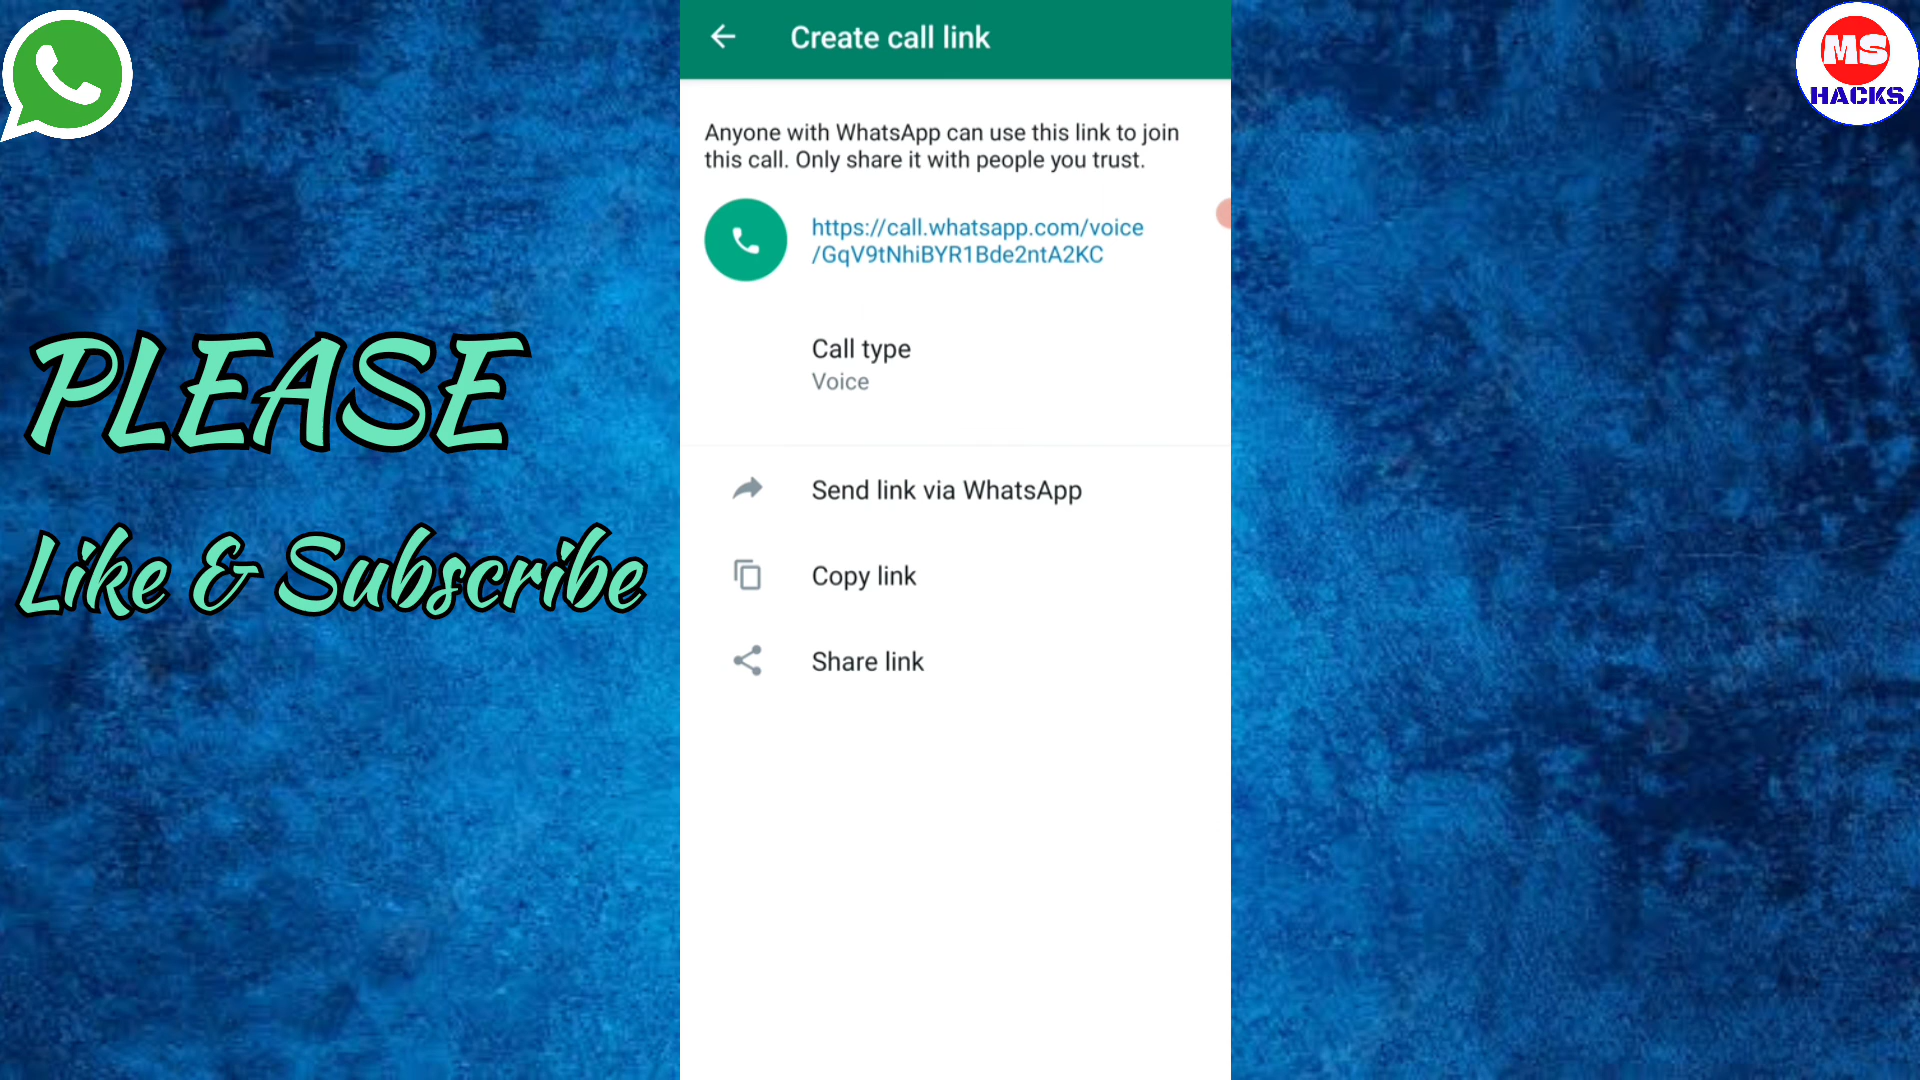 MS
HACKS
PLEASE
Like & Subscribe
Create call link
Anyone with WhatsApp can use this link to join
this call. Only share it with people you trust.
https://call.whatsapp.com/voice
/GqV9tNhiBYR1Bde2ntA2KC
Call type
Voice
Send link via WhatsApp
Copy link
Share link